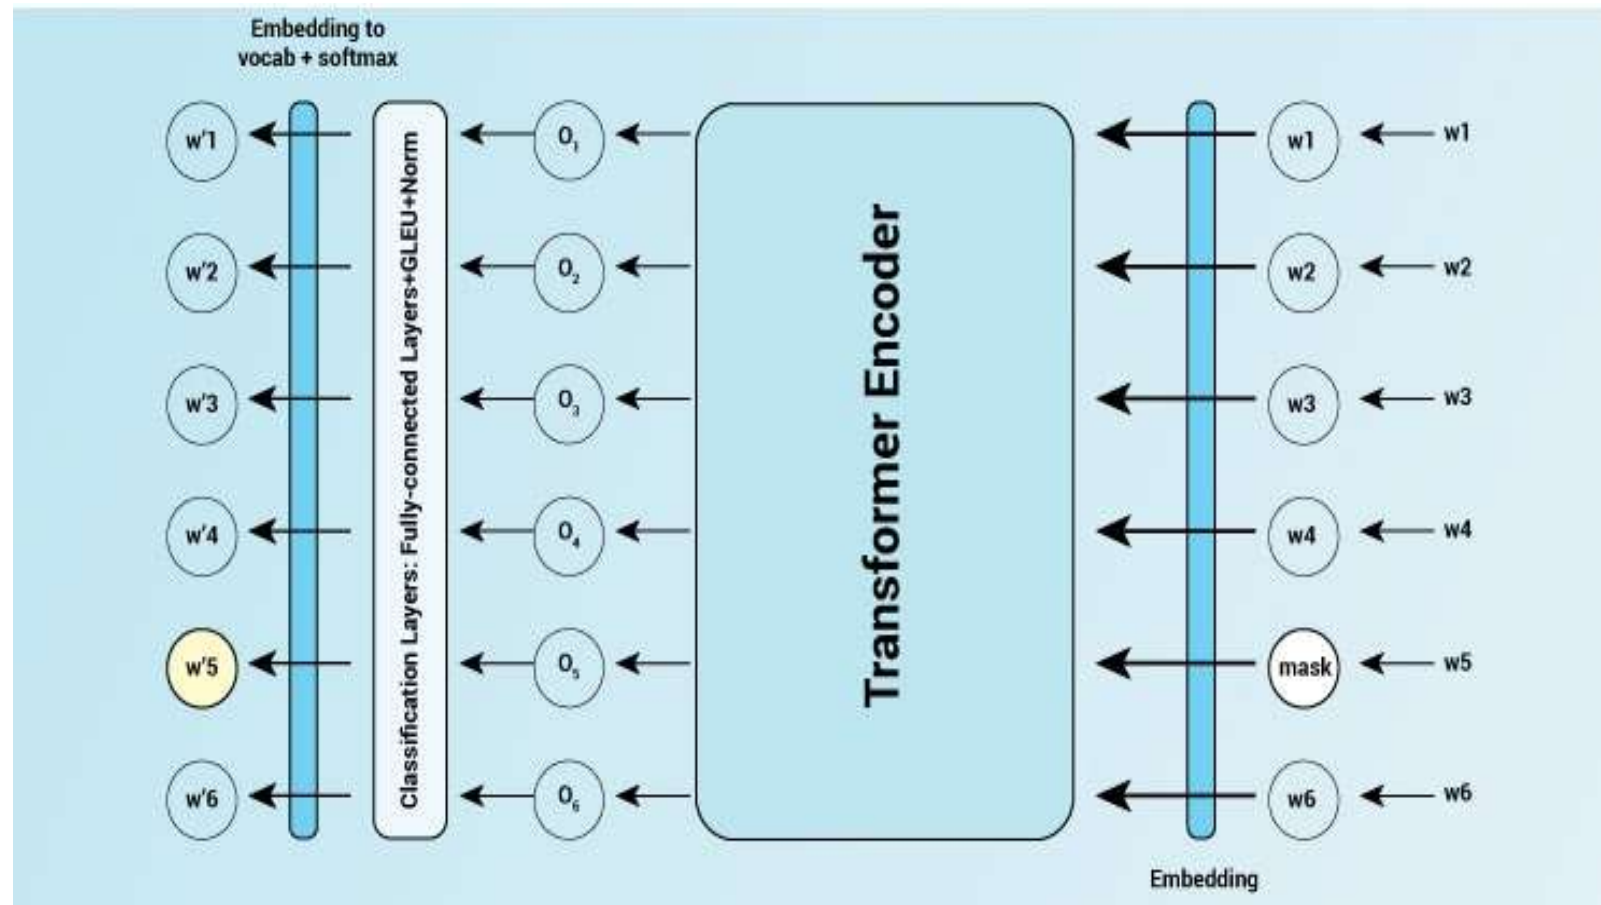 Embedding to
vocab + softmax
w'1
O1
w1
w1
w'2
O2
w2
w2
w'3
O3
w3
w3
w'4
O4
w4
w4
w'5
O5
mask
w5
w'6
O6
w6
w6
Classification Layers: Fully-connected Layers+GLEU+Norm
Transformer Encoder
Embedding